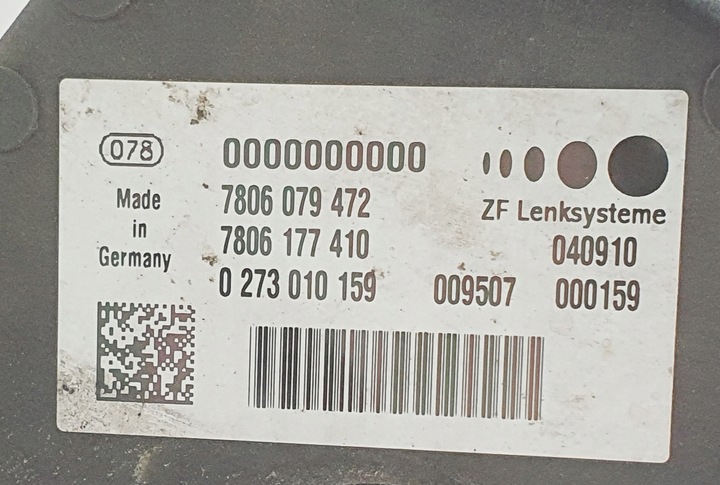 078
0000000000
Made
in
Germany
7806 079 472
7806 177 410
0 273 010 159
ZF Lenksysteme
040910
009507 000159